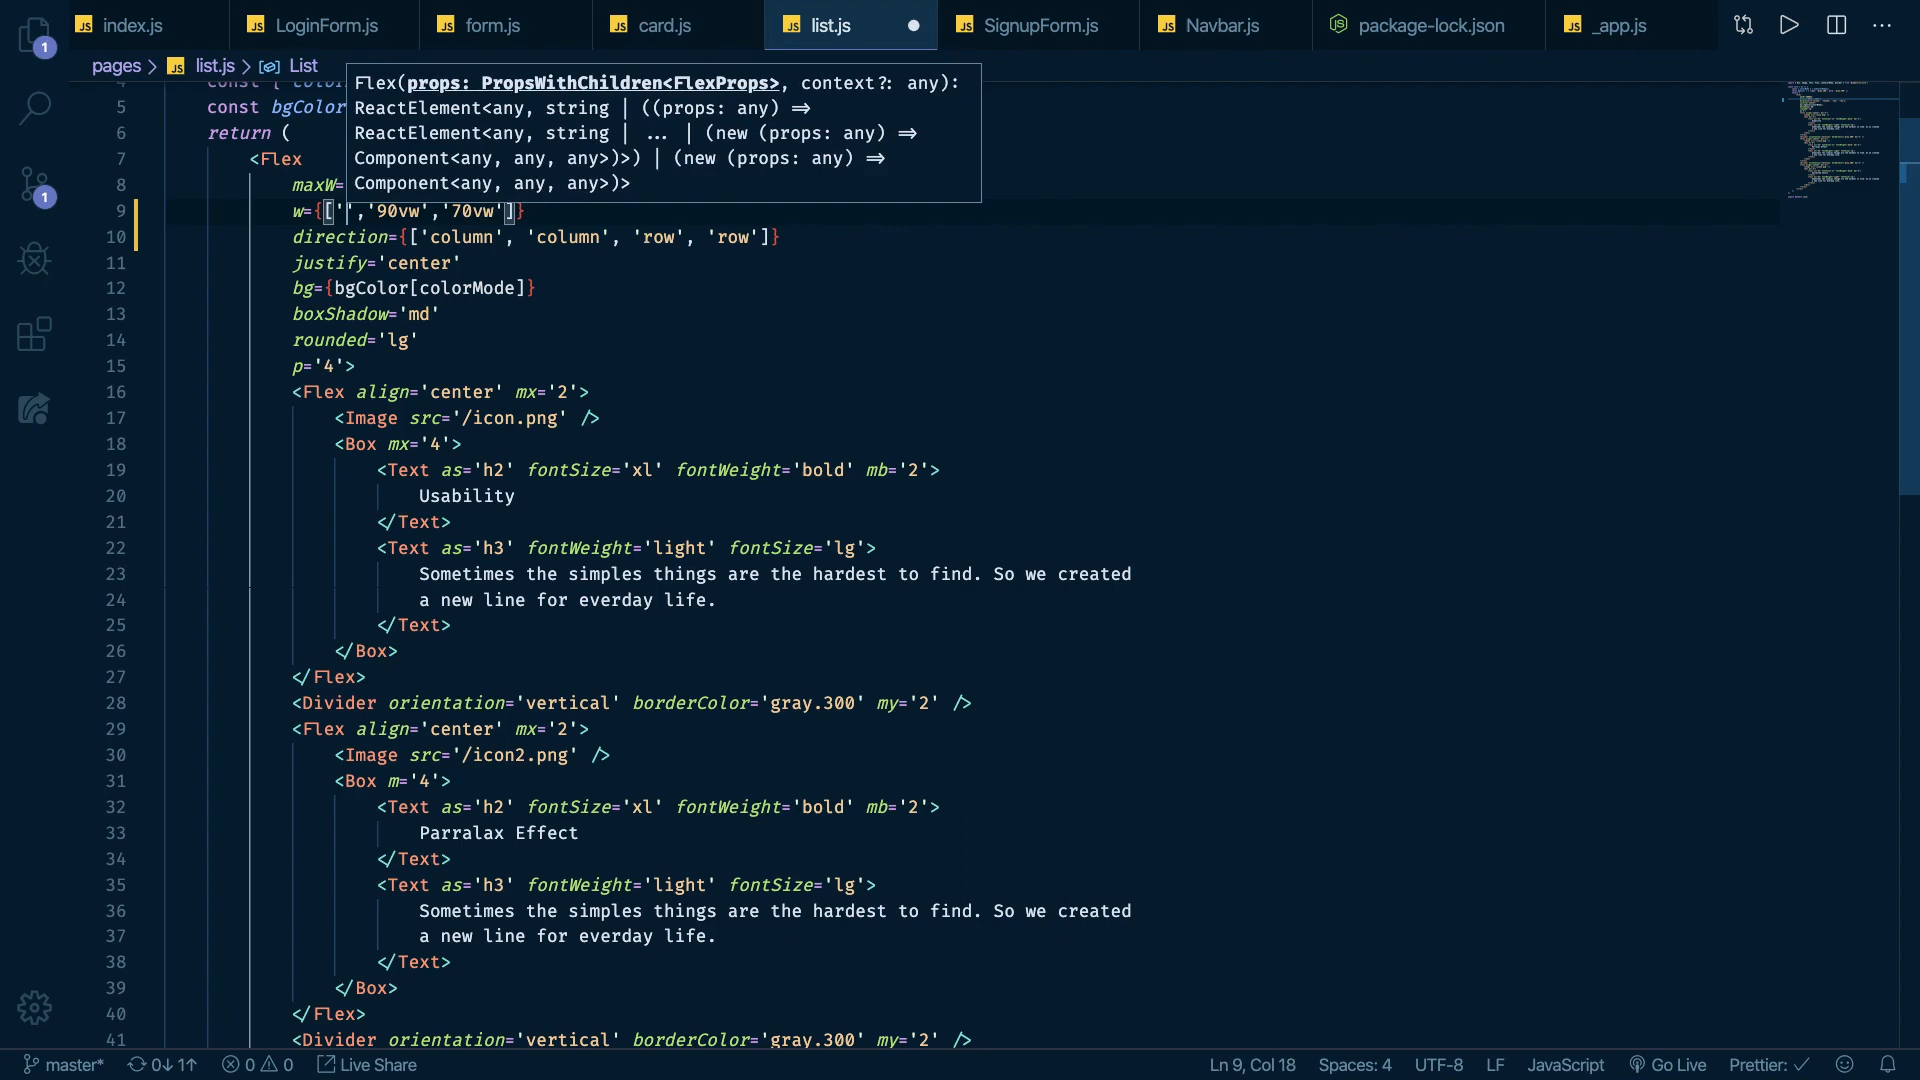 index.js LoginForm.js form.js card.js list.js SignupForm.js Navbar.js package-lock.json _app.js
1
pages > list.js > List
Flex(props: PropsWithChildren<FlexProps>, context?: any):
ReactElement<any, string | ((props: any) =>
ReactElement<any, string | ... | (new (props: any) =>
Component<any, any, any>)>) | (new (props: any) =>
Component<any, any, any>)>
5 const bgColor
6 return (
7 <Flex
8 maxW=
9 w={['','90vw','70vw']}
10 direction={['column', 'column', 'row', 'row']}
11 justify='center'
12 bg={bgColor[colorMode]}
13 boxShadow='md'
14 rounded='lg'
15 p='4'>
16 <Flex align='center' mx='2'>
17 <Image src='/icon.png' />
18 <Box mx='4'>
19 <Text as='h2' fontSize='xl' fontWeight='bold' mb='2'>
20 Usability
21 </Text>
22 <Text as='h3' fontWeight='light' fontSize='lg'>
23 Sometimes the simples things are the hardest to find. So we created
24 a new line for everday life.
25 </Text>
26 </Box>
27 </Flex>
28 <Divider orientation='vertical' borderColor='gray.300' my='2' />
29 <Flex align='center' mx='2'>
30 <Image src='/icon2.png' />
31 <Box m='4'>
32 <Text as='h2' fontSize='xl' fontWeight='bold' mb='2'>
33 Parralax Effect
34 </Text>
35 <Text as='h3' fontWeight='light' fontSize='lg'>
36 Sometimes the simples things are the hardest to find. So we created
37 a new line for everday life.
38 </Text>
39 </Box>
40 </Flex>
41 <Divider orientation='vertical' borderColor='gray.300' my='2' />
1
master* 0↓ 1↑ 0 0 Live Share Ln 9, Col 18 Spaces: 4 UTF-8 LF JavaScript Go Live Prettier: ✓